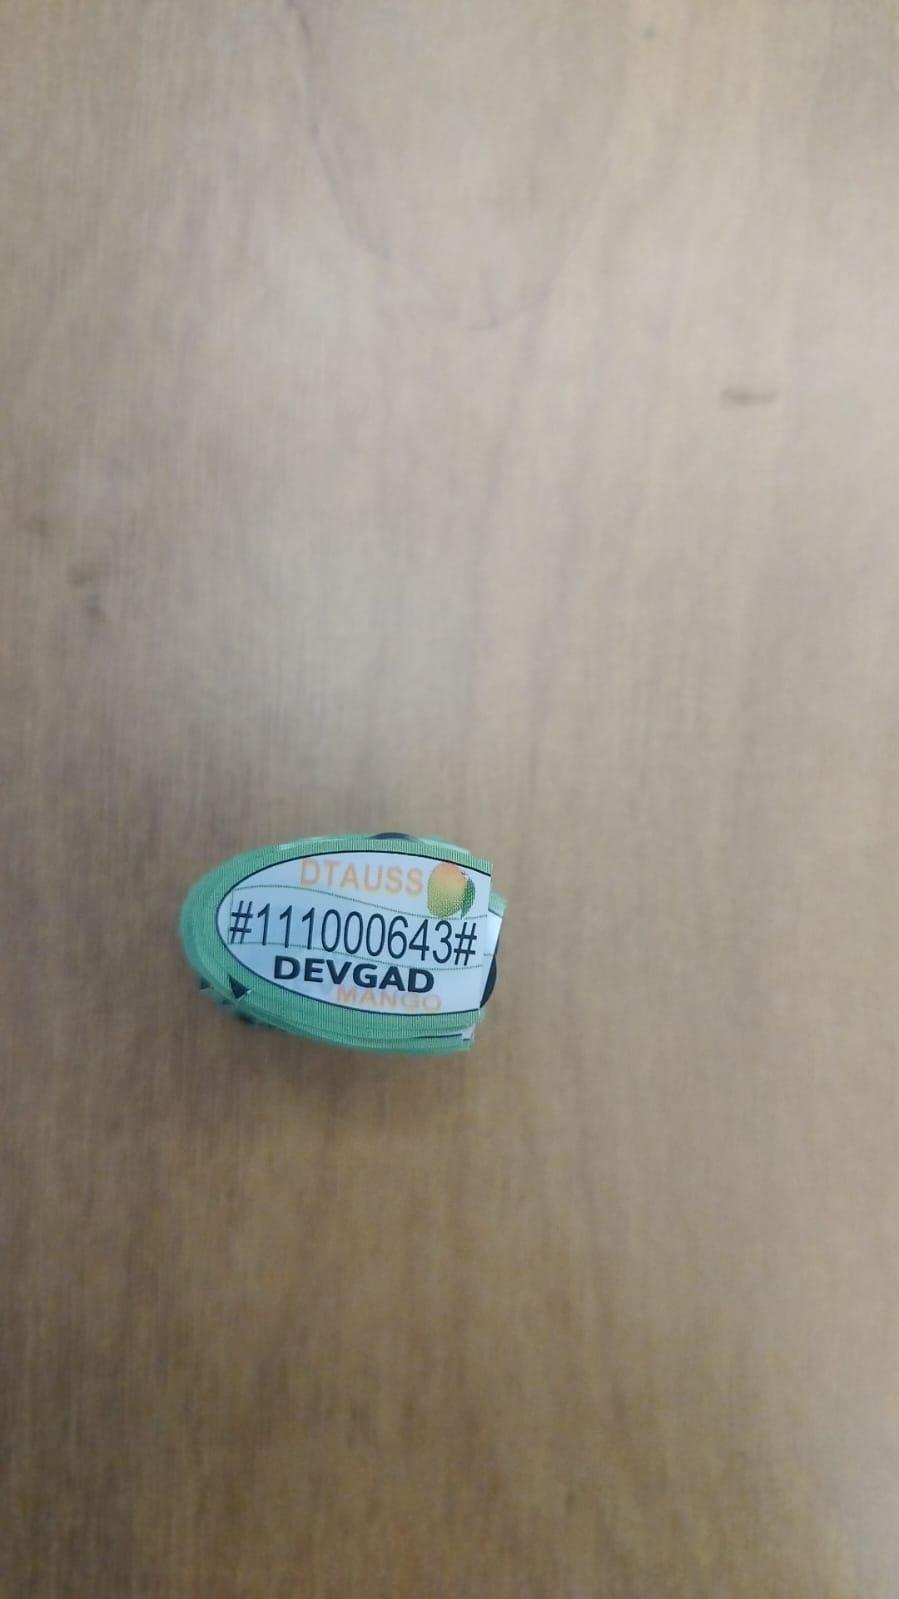 DTAUSS
#111000643#
DEVGAD
MANGO